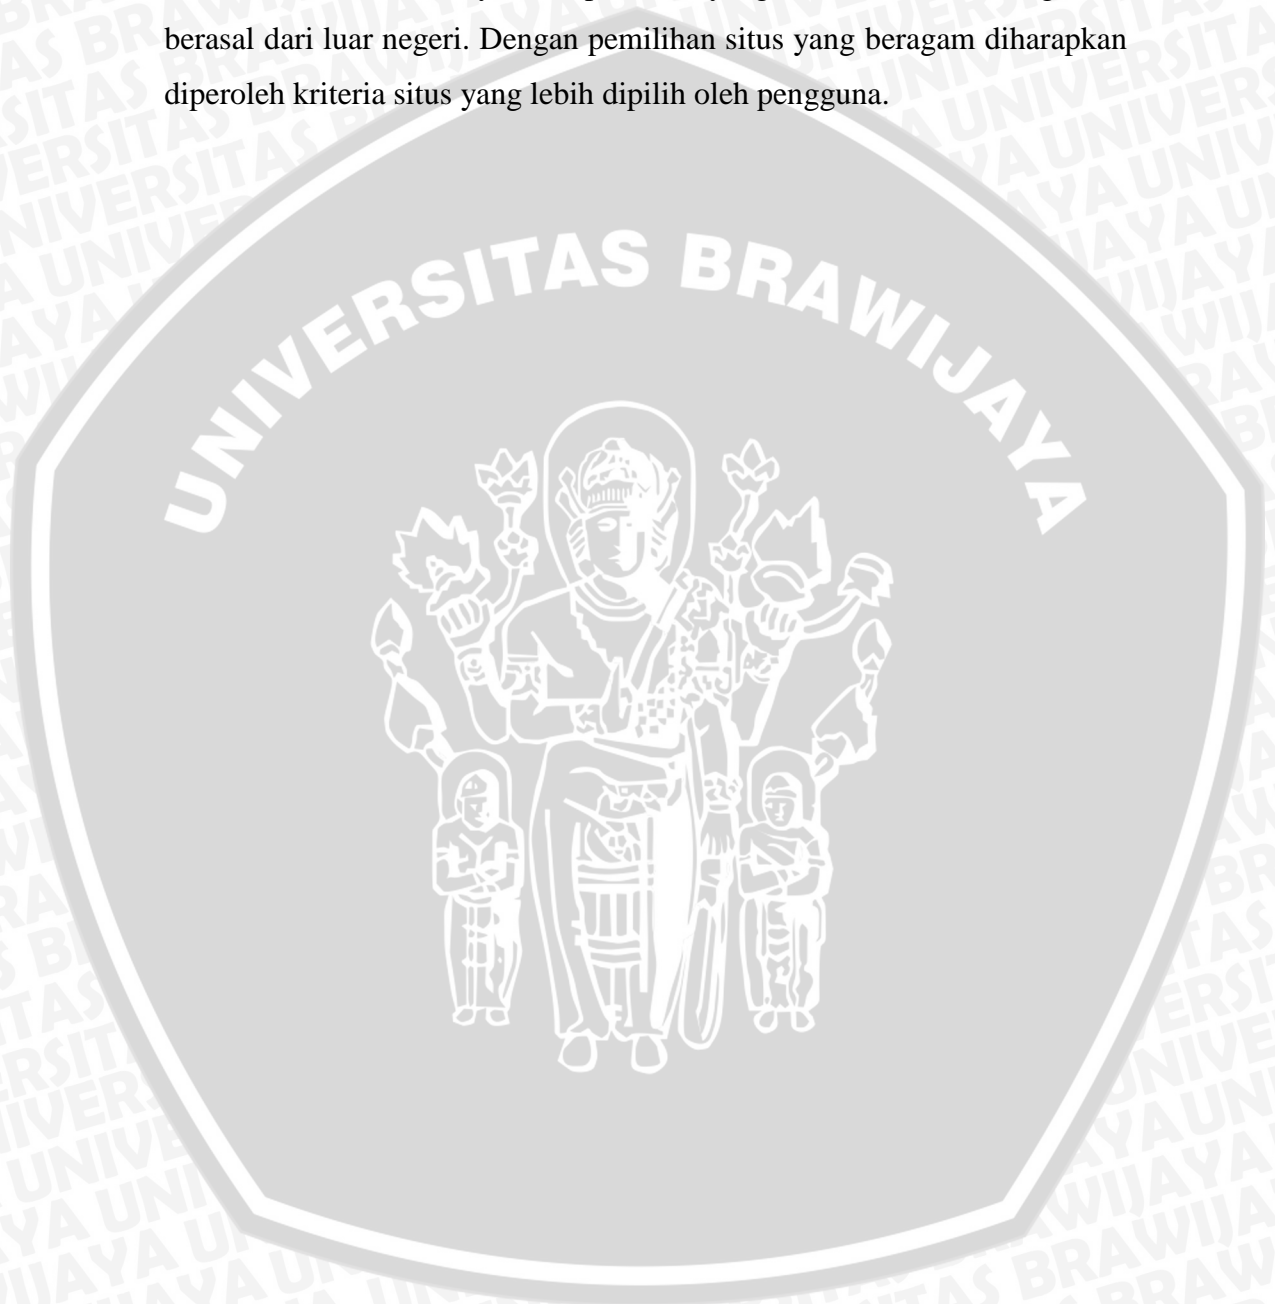 berasal dari luar negeri. Dengan pemilihan situs yang beragam diharapkan
diperoleh kriteria situs yang lebih dipilih oleh pengguna.
UNIVERSITAS BRAWIJAYA